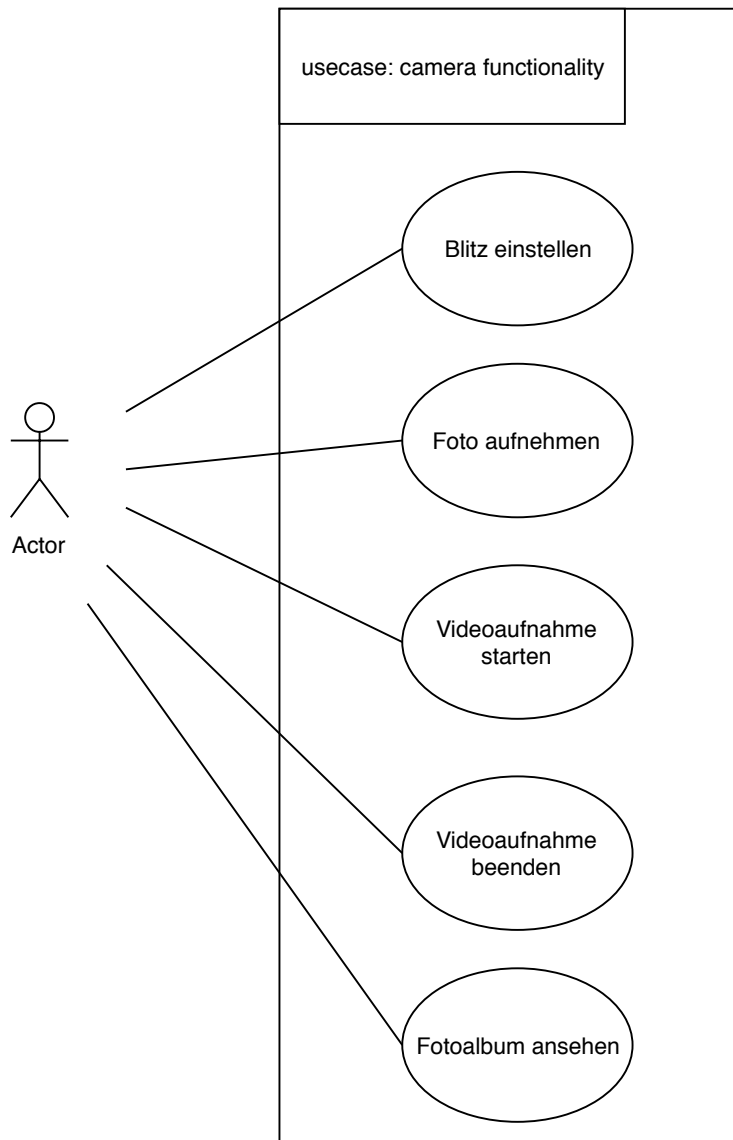 usecase: camera functionality
Blitz einstellen
Foto aufnehmen
Actor
Videoaufnahme
starten
Videoaufnahme
beenden
Fotoalbum ansehen